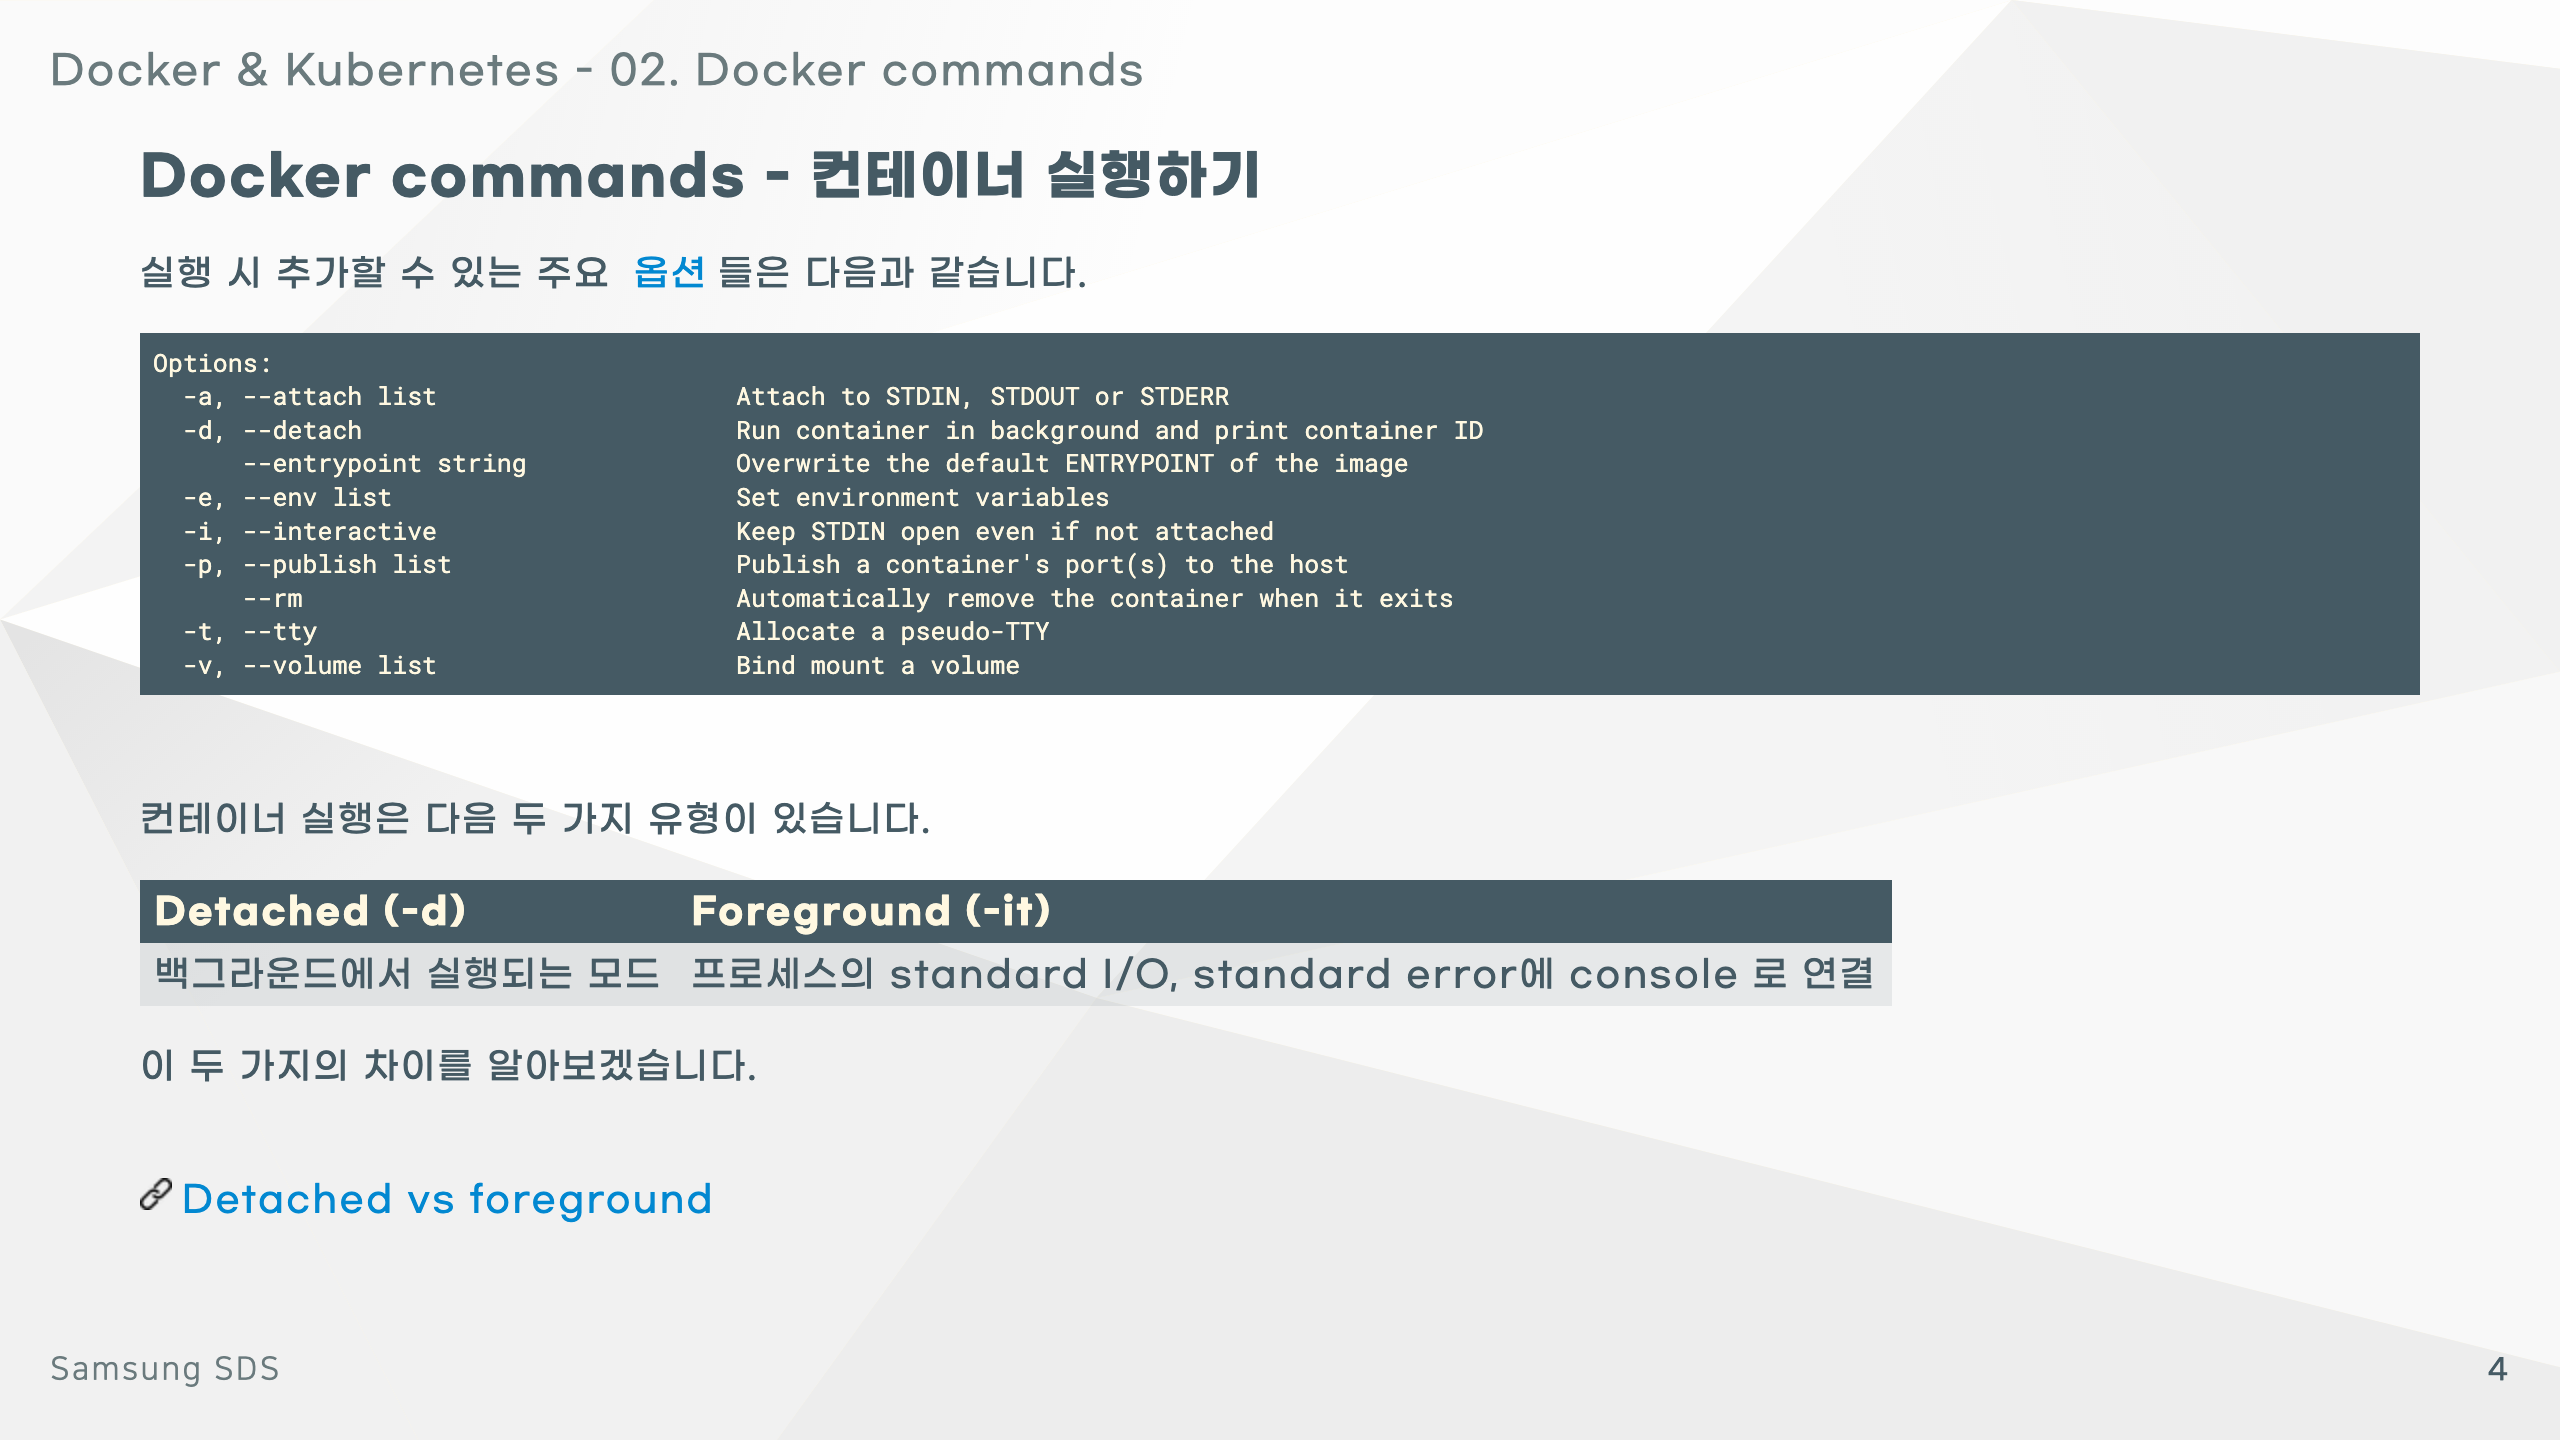 Docker & Kubernetes - 02. Docker commands
Docker commands - 컨테이너 실행하기
실행 시 추가할 수 있는 주요 옵션 들은 다음과 같습니다.
Options:
  -a, --attach list                    Attach to STDIN, STDOUT or STDERR
  -d, --detach                         Run container in background and print container ID
      --entrypoint string              Overwrite the default ENTRYPOINT of the image
  -e, --env list                       Set environment variables
  -i, --interactive                    Keep STDIN open even if not attached
  -p, --publish list                   Publish a container's port(s) to the host
      --rm                             Automatically remove the container when it exits
  -t, --tty                            Allocate a pseudo-TTY
  -v, --volume list                    Bind mount a volume
컨테이너 실행은 다음 두 가지 유형이 있습니다.
Detached (-d) Foreground (-it)
백그라운드에서 실행되는 모드 프로세스의 standard I/O, standard error에 console 로 연결
이 두 가지의 차이를 알아보겠습니다.
Detached vs foreground
Samsung SDS 4